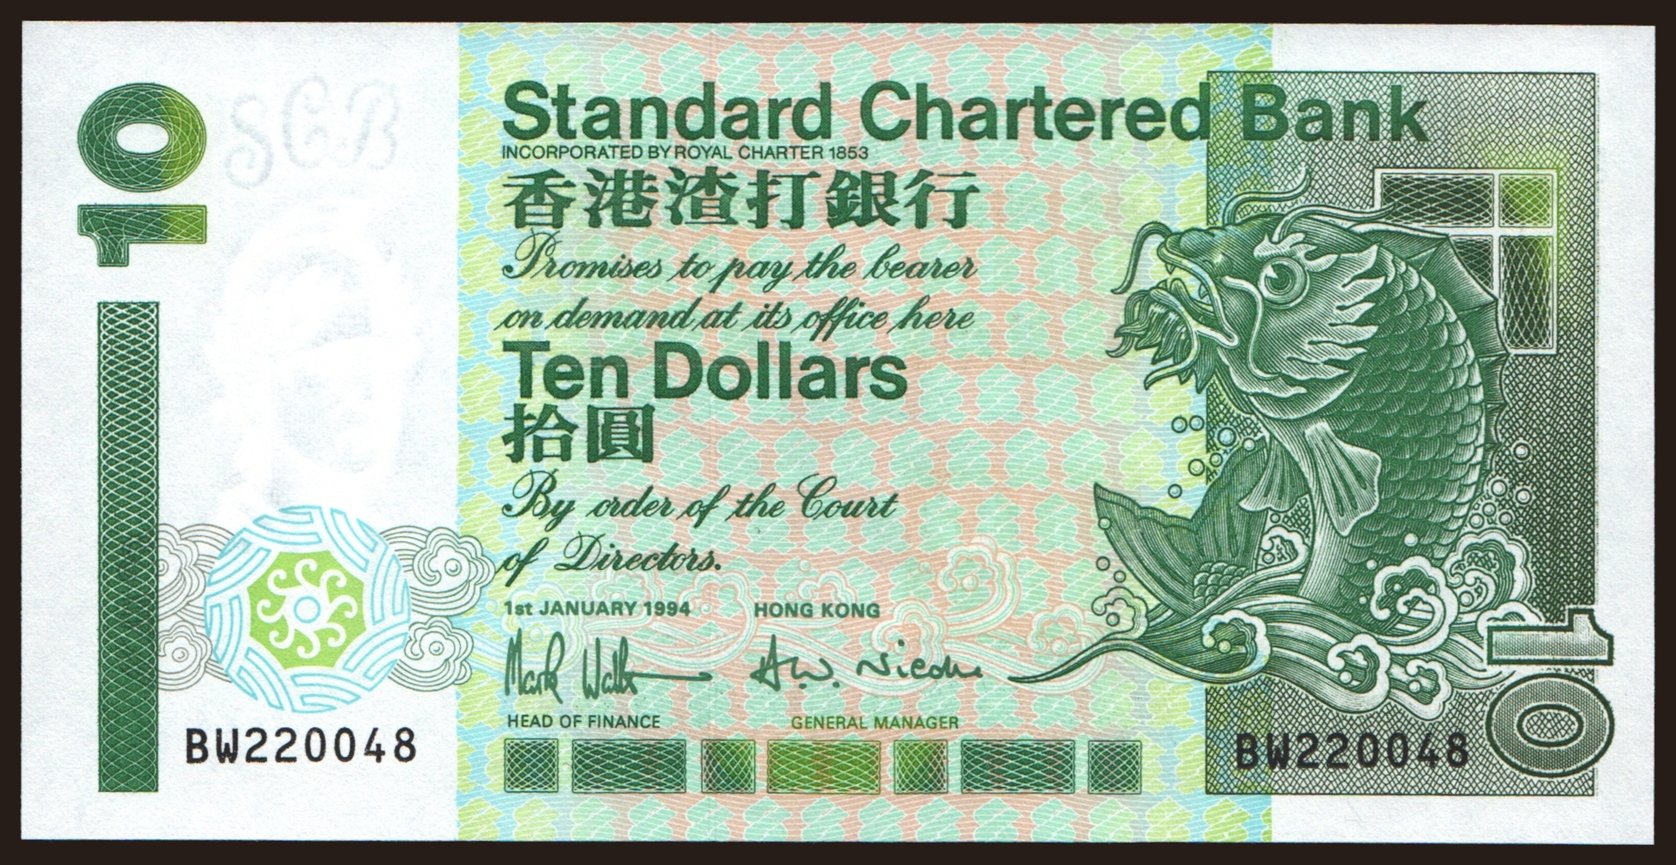 10
SCB
Standard Chartered Bank
INCORPORATED BY ROYAL CHARTER 1853
香港渣打銀行
Promises to pay the bearer
on demand at its office here
Ten Dollars
拾圓
By order of the Court
of Directors.
1st JANUARY 1994 HONG KONG
HEAD OF FINANCE GENERAL MANAGER
BW220048
BW220048
10